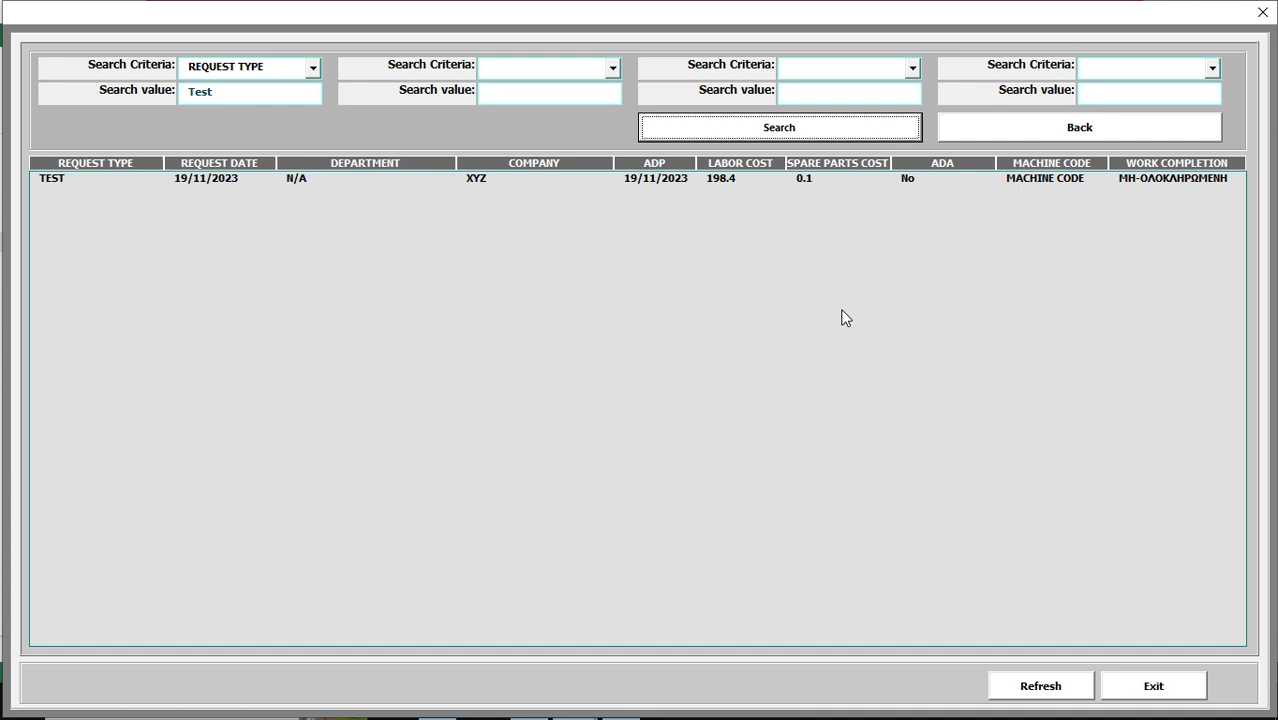 Search Criteria: REQUEST TYPE Search Criteria: Search Criteria: Search Criteria:
Search value: Test Search value: Search value: Search value:
Search Back
REQUEST TYPE REQUEST DATE DEPARTMENT COMPANY ADP LABOR COST SPARE PARTS COST ADA MACHINE CODE WORK COMPLETION
TEST 19/11/2023 N/A XYZ 19/11/2023 198.4 0.1 No MACHINE CODE ΜΗ-ΟΛΟΚΛΗΡΩΜΕΝΗ
Refresh Exit